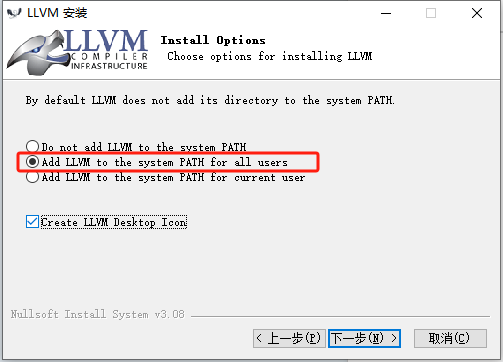 LLVM 安装
LLVM
COMPILER
INFRASTRUCTURE
Install Options
Choose options for installing LLVM
By default LLVM does not add its directory to the system PATH.
Do not add LLVM to the system PATH
Add LLVM to the system PATH for all users
Add LLVM to the system PATH for current user
Create LLVM Desktop Icon
Nullsoft Install System v3.08
< 上一步(P)
下一步(N) >
取消(C)